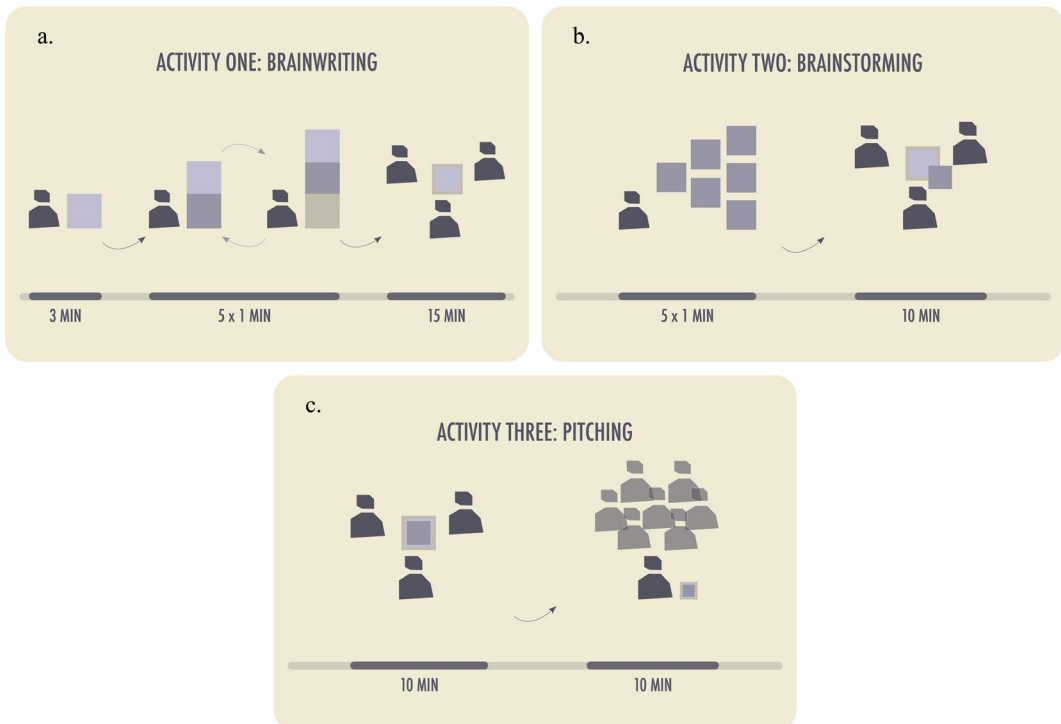 a.
ACTIVITY ONE: BRAINWRITING
3 MIN
5 x 1 MIN
15 MIN
b.
ACTIVITY TWO: BRAINSTORMING
5 x 1 MIN
10 MIN
c.
ACTIVITY THREE: PITCHING
10 MIN
10 MIN